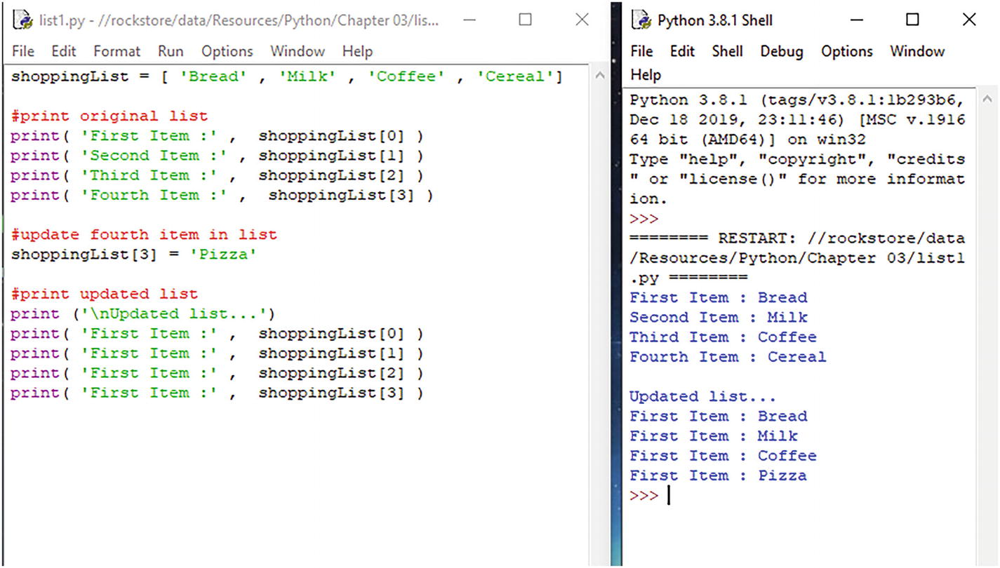 list1.py - //rockstore/data/Resources/Python/Chapter 03/lis...
File Edit Format Run Options Window Help
shoppingList = [ 'Bread' , 'Milk' , 'Coffee' , 'Cereal']
#print original list
print( 'First Item :' ,  shoppingList[0] )
print( 'Second Item :' , shoppingList[1] )
print( 'Third Item :' ,  shoppingList[2] )
print( 'Fourth Item :' ,  shoppingList[3] )
#update fourth item in list
shoppingList[3] = 'Pizza'
#print updated list
print ('\nUpdated list...')
print( 'First Item :' ,  shoppingList[0] )
print( 'First Item :' ,  shoppingList[1] )
print( 'First Item :' ,  shoppingList[2] )
print( 'First Item :' ,  shoppingList[3] )
Python 3.8.1 Shell
File Edit Shell Debug Options Window
Help
Python 3.8.1 (tags/v3.8.1:1b293b6,
Dec 18 2019, 23:11:46) [MSC v.1916
64 bit (AMD64)] on win32
Type "help", "copyright", "credits
" or "license()" for more informat
ion.
>>>
======== RESTART: //rockstore/data
/Resources/Python/Chapter 03/list1
.py ========
First Item : Bread
Second Item : Milk
Third Item : Coffee
Fourth Item : Cereal
Updated list...
First Item : Bread
First Item : Milk
First Item : Coffee
First Item : Pizza
>>>